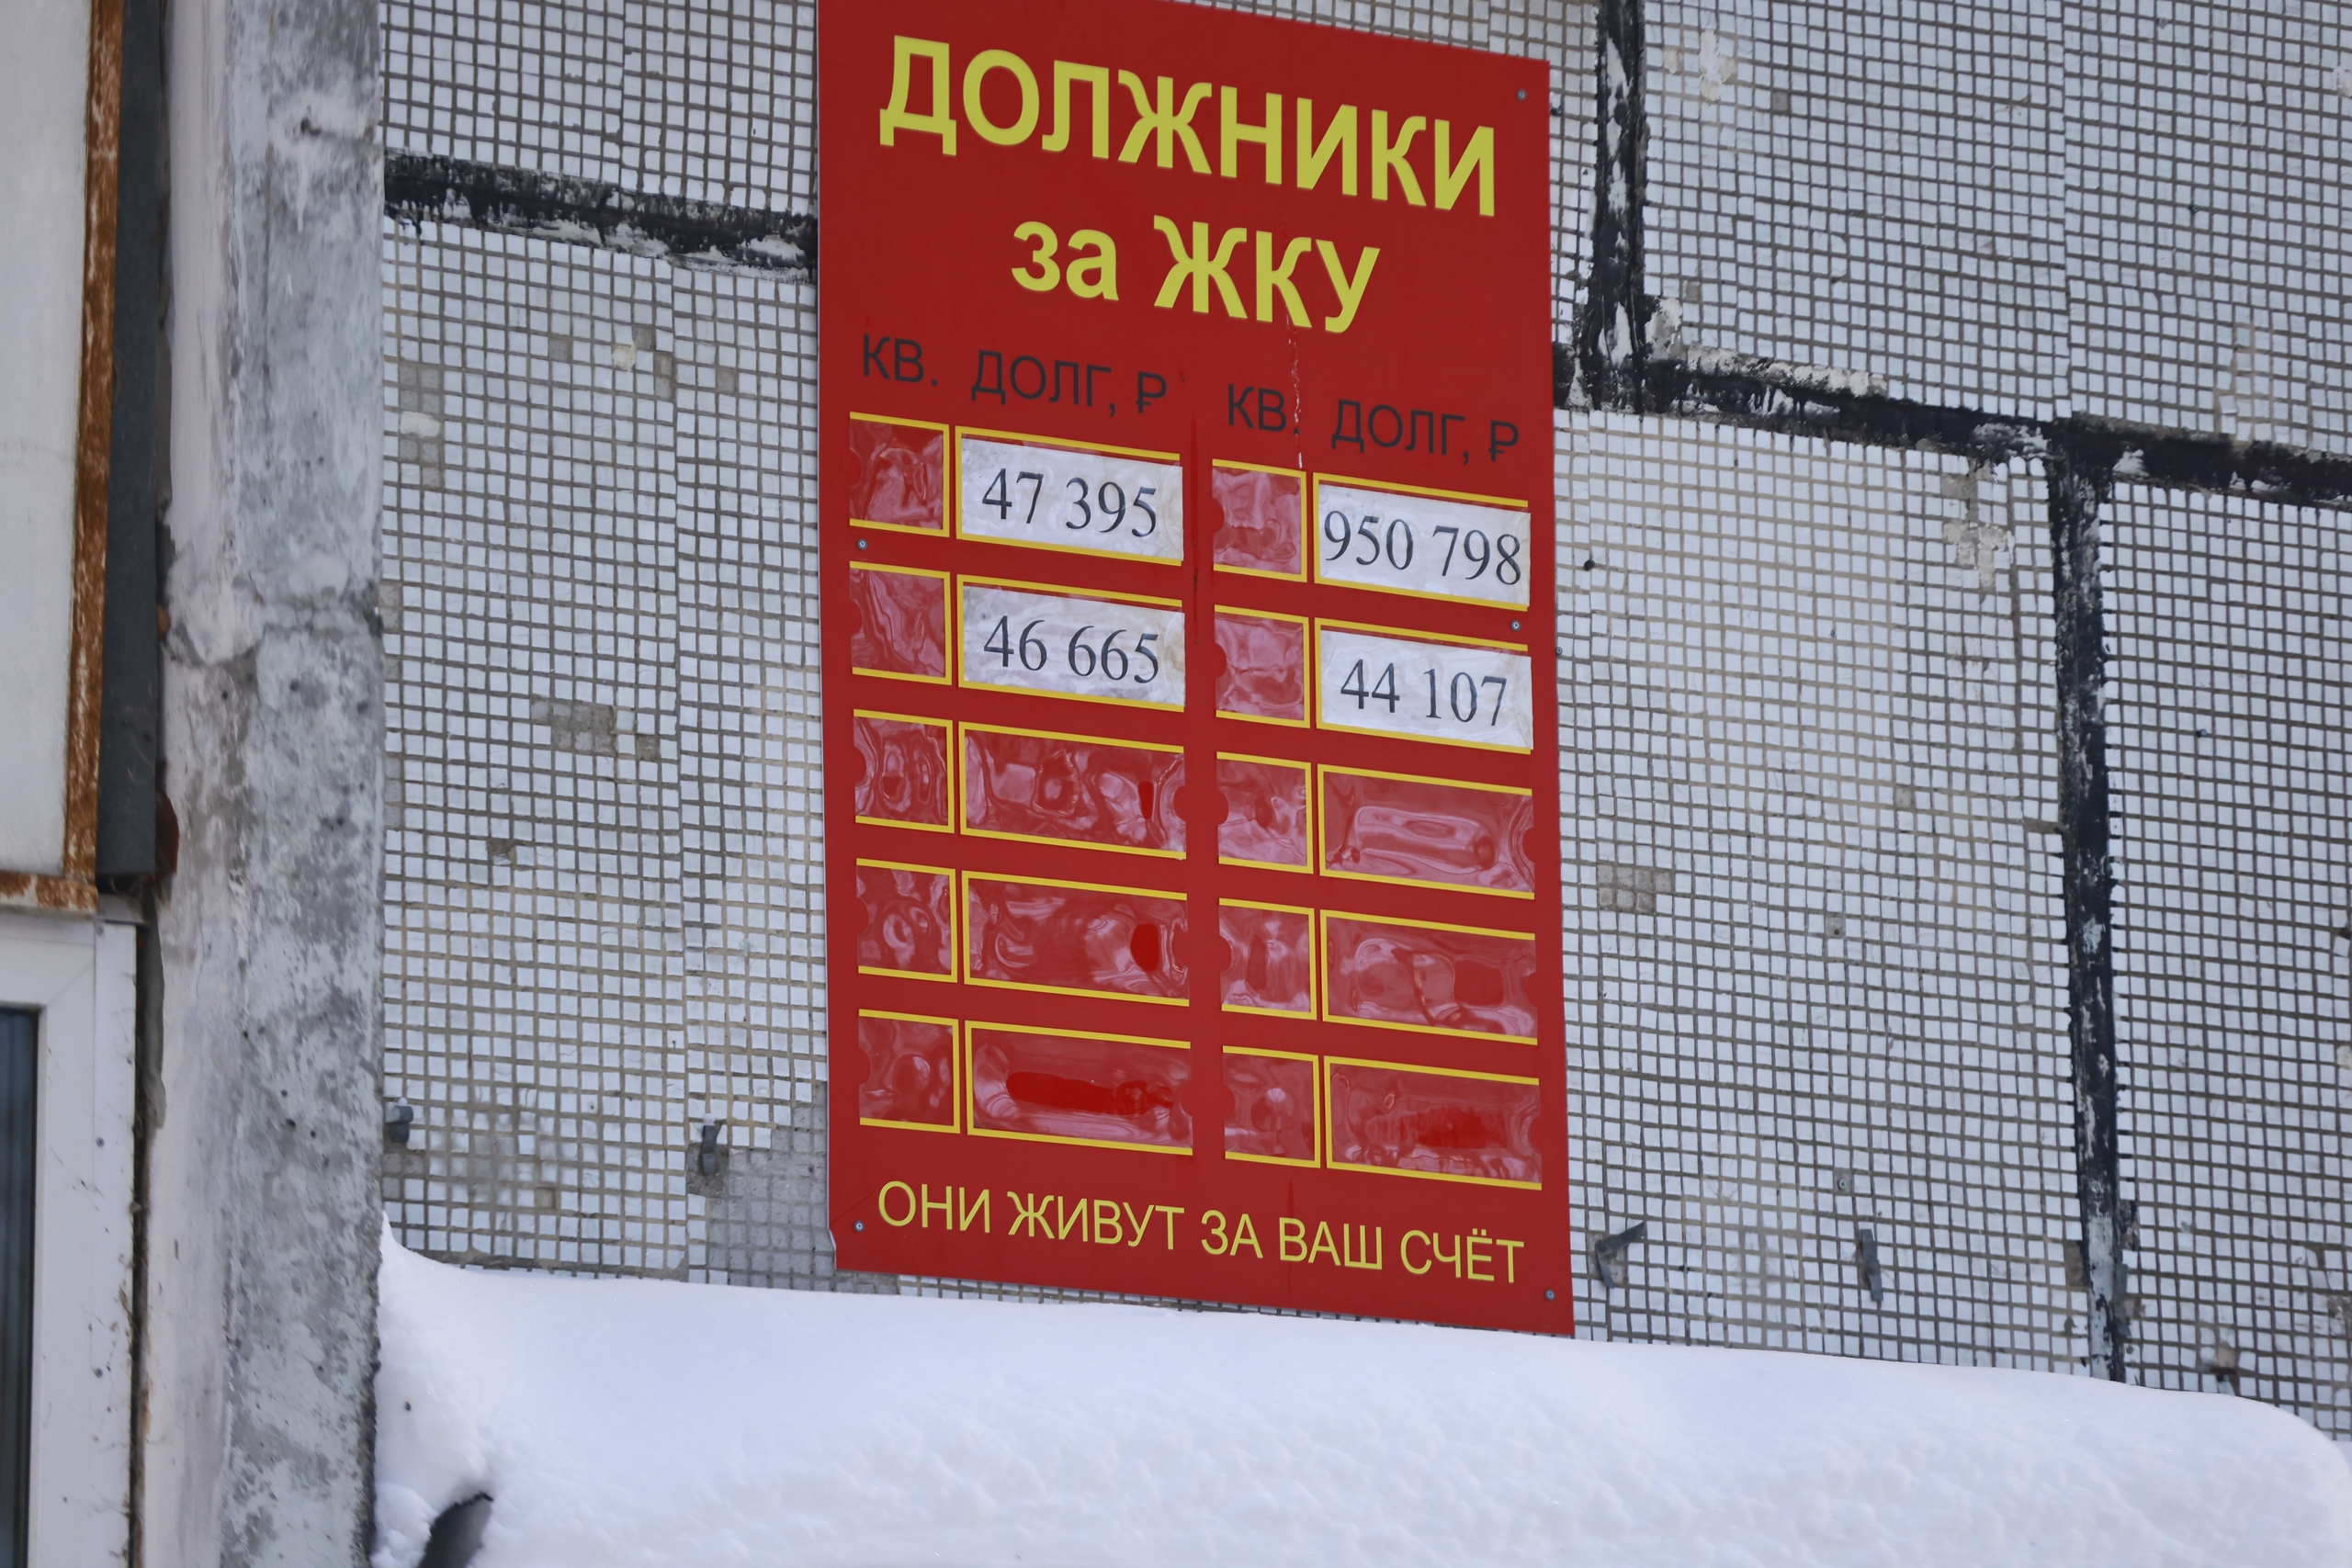 ДОЛЖНИКИ
за ЖКУ
КВ. ДОЛГ, ₽ КВ. ДОЛГ, ₽
47 395 950 798
46 665 44 107
ОНИ ЖИВУТ ЗА ВАШ СЧЁТ